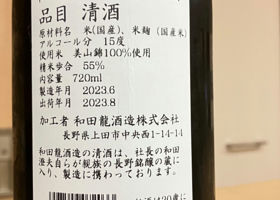 品目 清酒
原材料名 米(国産)、米麹(国産米)
アルコール分 15度
使用米 美山錦100%使用
精米歩合 55%
内容量 720ml
製造年月 2023.6
出荷年月 2023.8
加工者 和田龍酒造株式会社
長野県上田市中央西1-14-14
和田龍酒造の清酒は、社長の和田
澄夫自らが親族の長野銘醸の蔵に
入り、製造に携わっております。